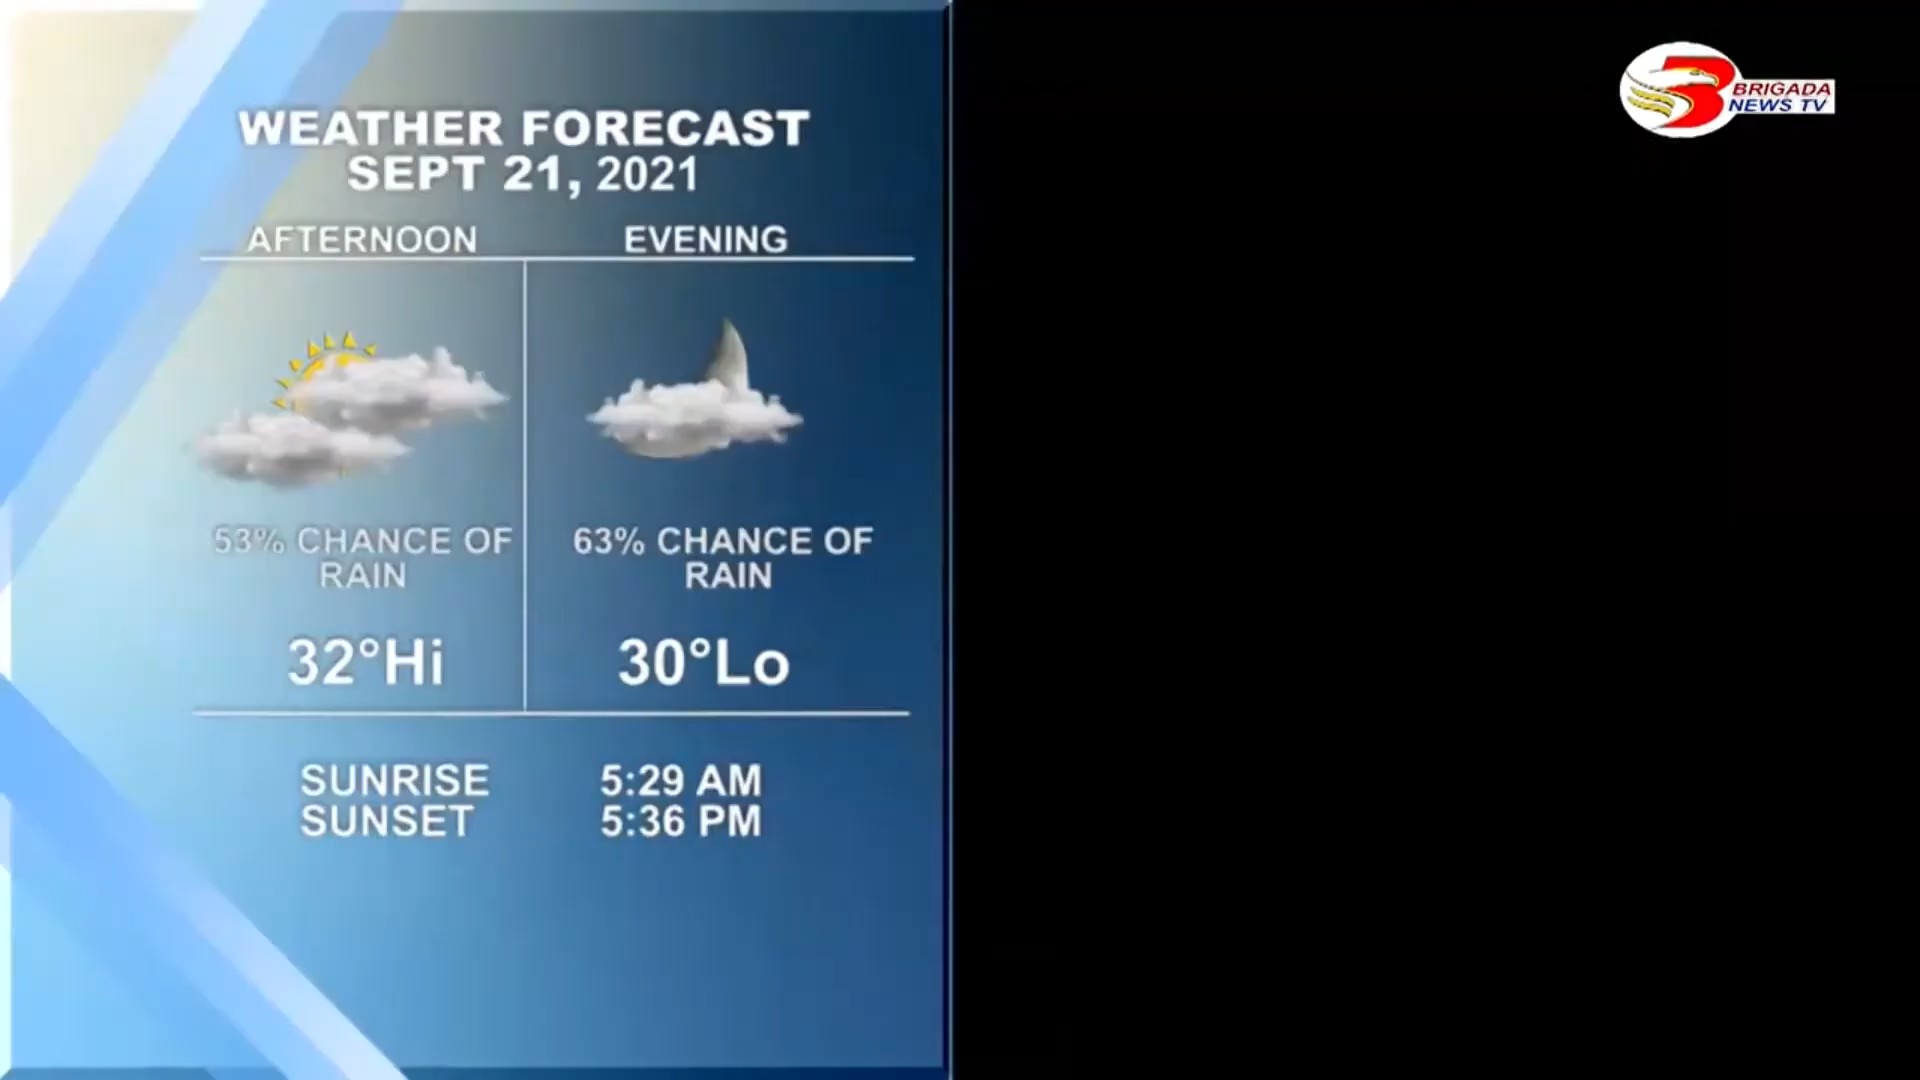 WEATHER FORECAST
SEPT 21, 2021
AFTERNOON
EVENING
53% CHANCE OF
RAIN
63% CHANCE OF
RAIN
32°Hi
30°Lo
SUNRISE 5:29 AM
SUNSET 5:36 PM
BRIGADA
NEWS TV